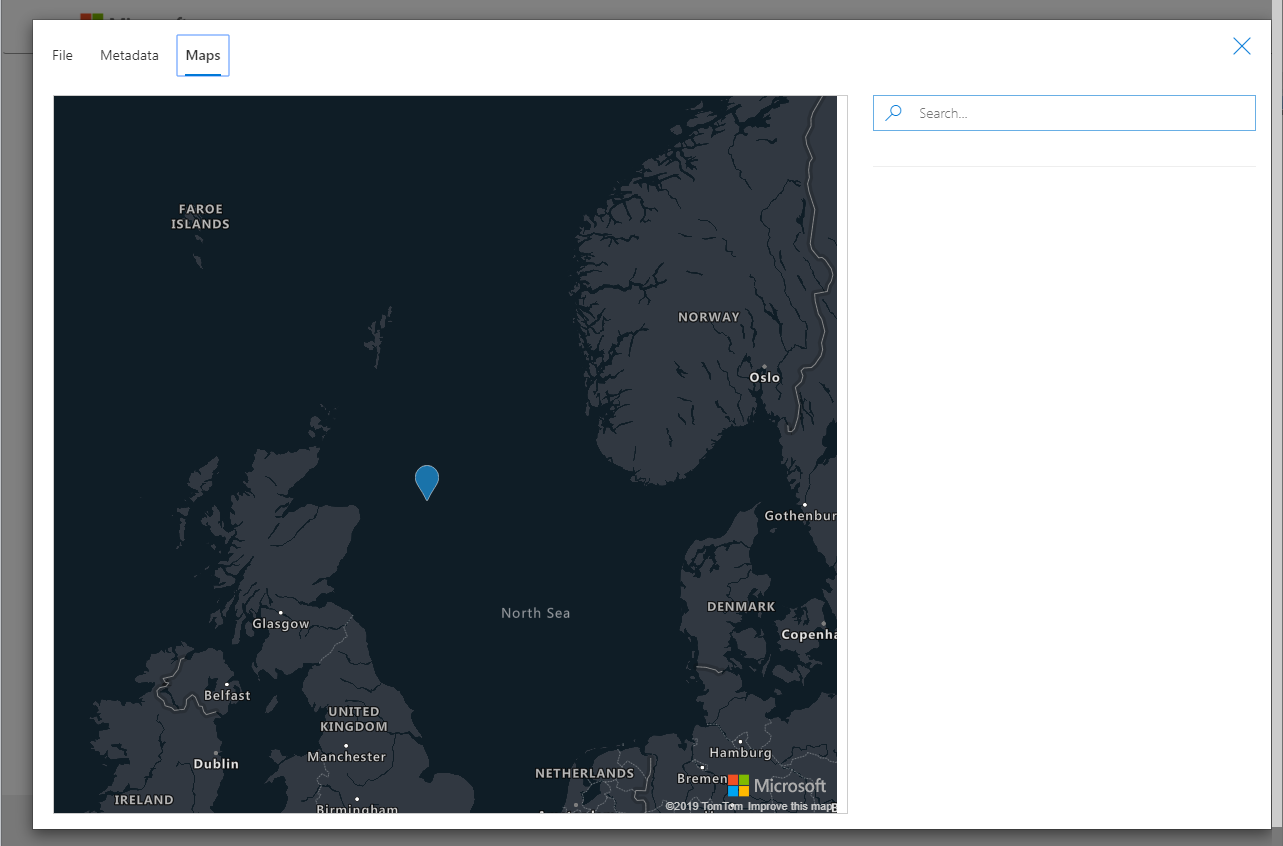 File
Metadata
Maps
Search...
FAROE
ISLANDS
NORWAY
Oslo
Gothenbur
North Sea
DENMARK
Glasgow
Copenha
Belfast
UNITED
KINGDOM
Manchester
Hamburg
Dublin
NETHERLANDS
Bremen
Microsoft
IRELAND
Birmingham
©2019 TomTom Improve this map